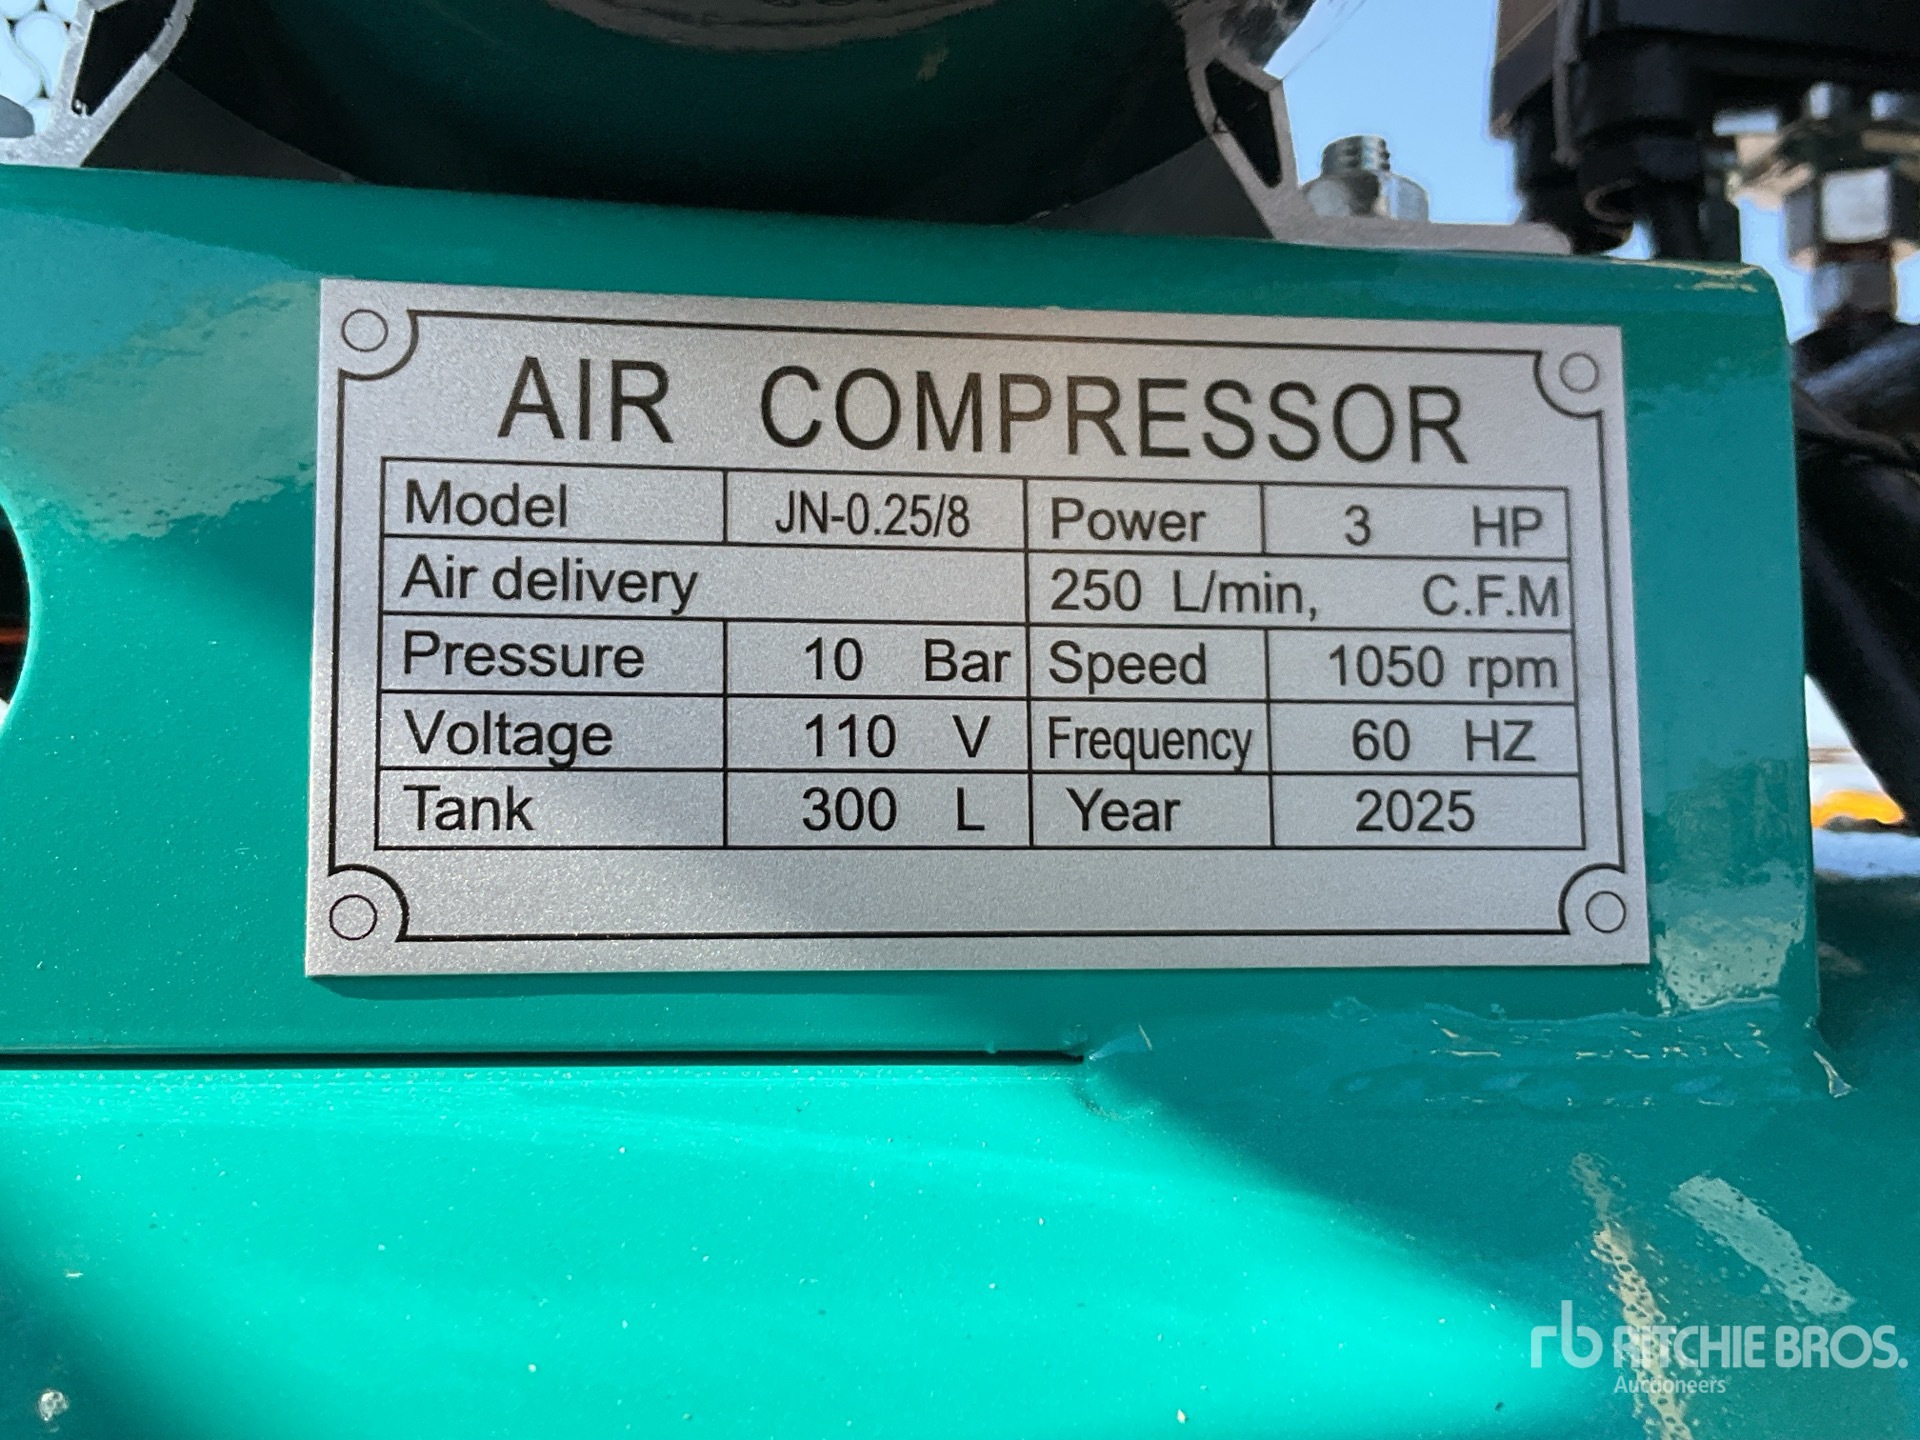 AIR COMPRESSOR
Model JN-0.25/8 Power 3 HP
Air delivery 250 L/min, C.F.M
Pressure 10 Bar Speed 1050 rpm
Voltage 110 V Frequency 60 HZ
Tank 300 L Year 2025
rb RITCHIE BROS.
Auctioneers